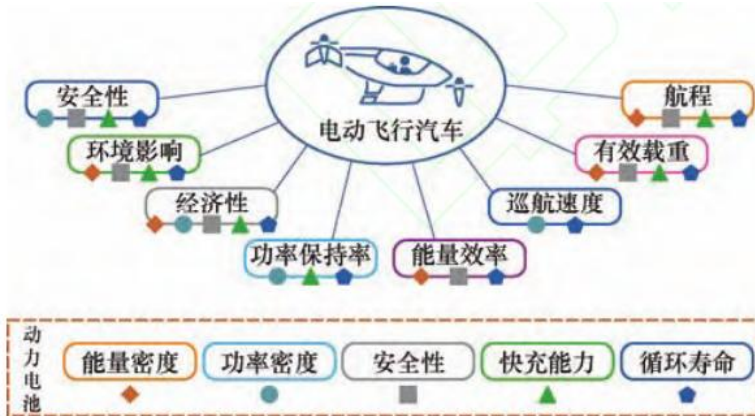 电动飞行汽车
安全性
航程
环境影响
有效载重
经济性
巡航速度
功率保持率
能量效率
动力电池
能量密度
功率密度
安全性
快充能力
循环寿命